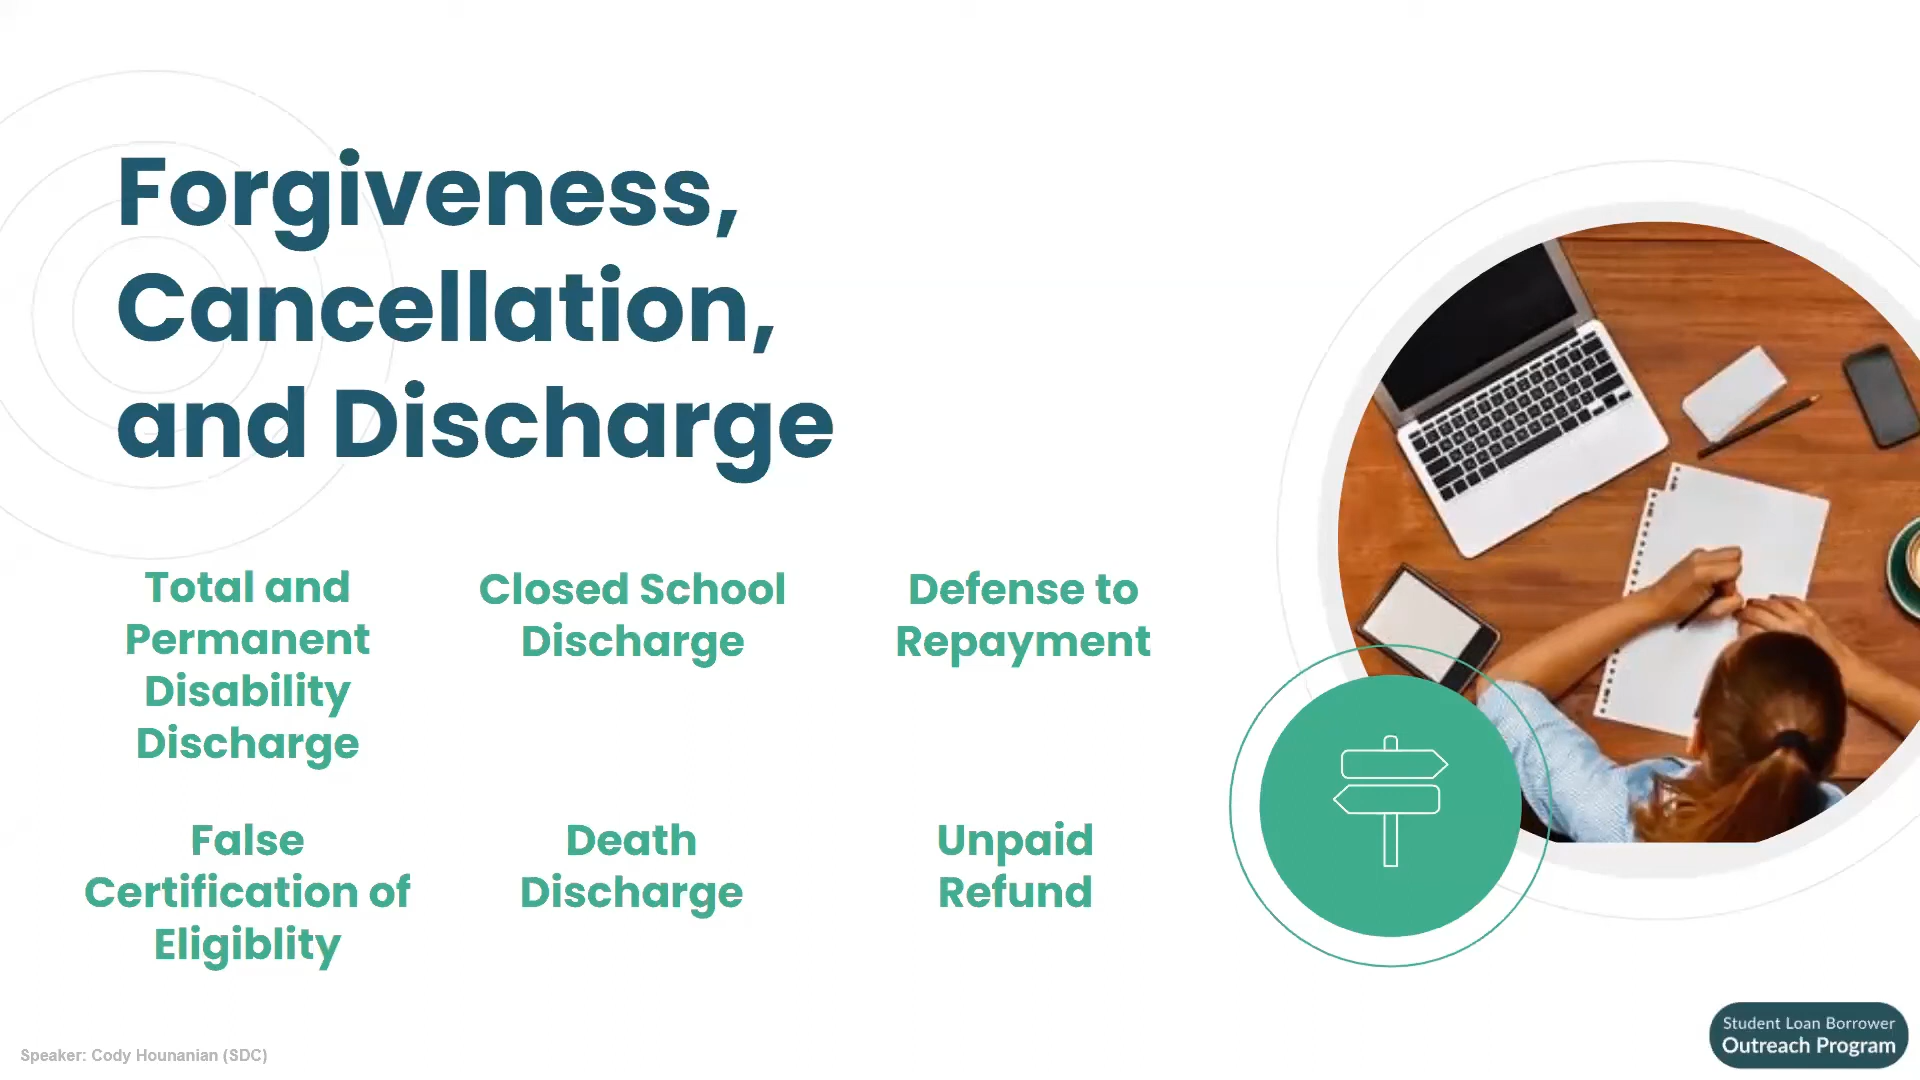 Forgiveness,
Cancellation,
and Discharge
Total and
Permanent
Disability
Discharge
Closed School
Discharge
Defense to
Repayment
False
Certification of
Eligiblity
Death
Discharge
Unpaid
Refund
Student Loan Borrower
Outreach Program
Speaker: Cody Hounanian (SDC)